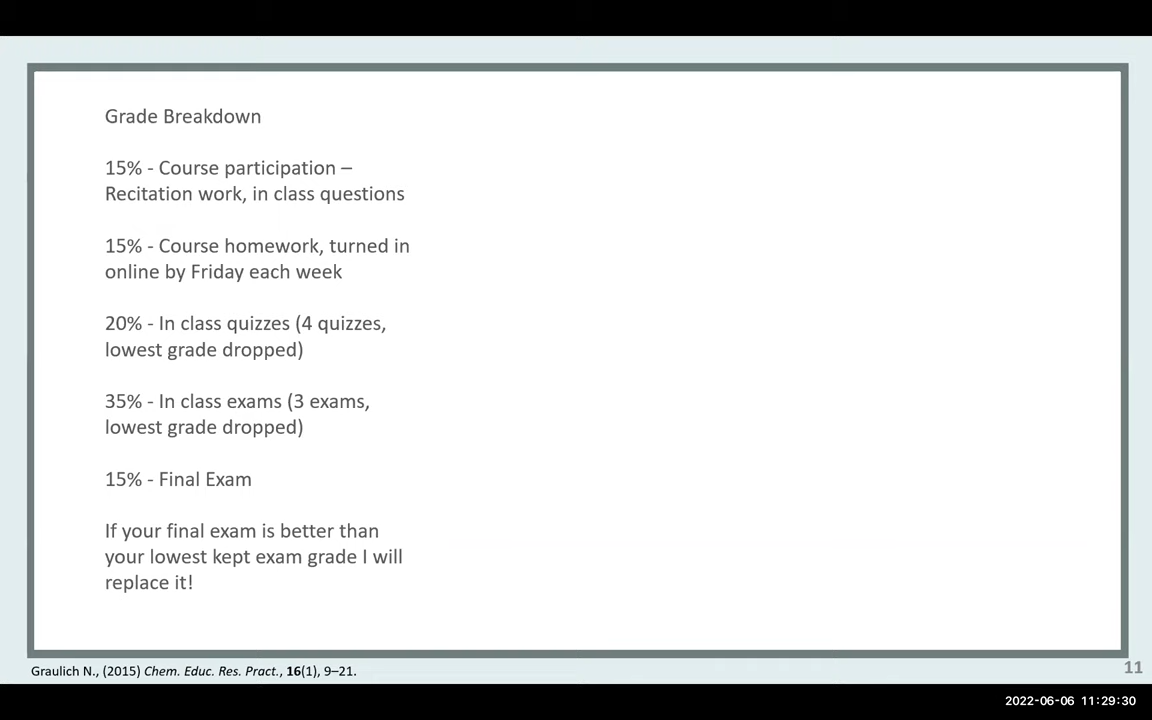 Grade Breakdown
15% - Course participation –
Recitation work, in class questions
15% - Course homework, turned in
online by Friday each week
20% - In class quizzes (4 quizzes,
lowest grade dropped)
35% - In class exams (3 exams,
lowest grade dropped)
15% - Final Exam
If your final exam is better than
your lowest kept exam grade I will
replace it!
Graulich N., (2015) Chem. Educ. Res. Pract., 16(1), 9–21.
11
2022-06-06 11:29:30